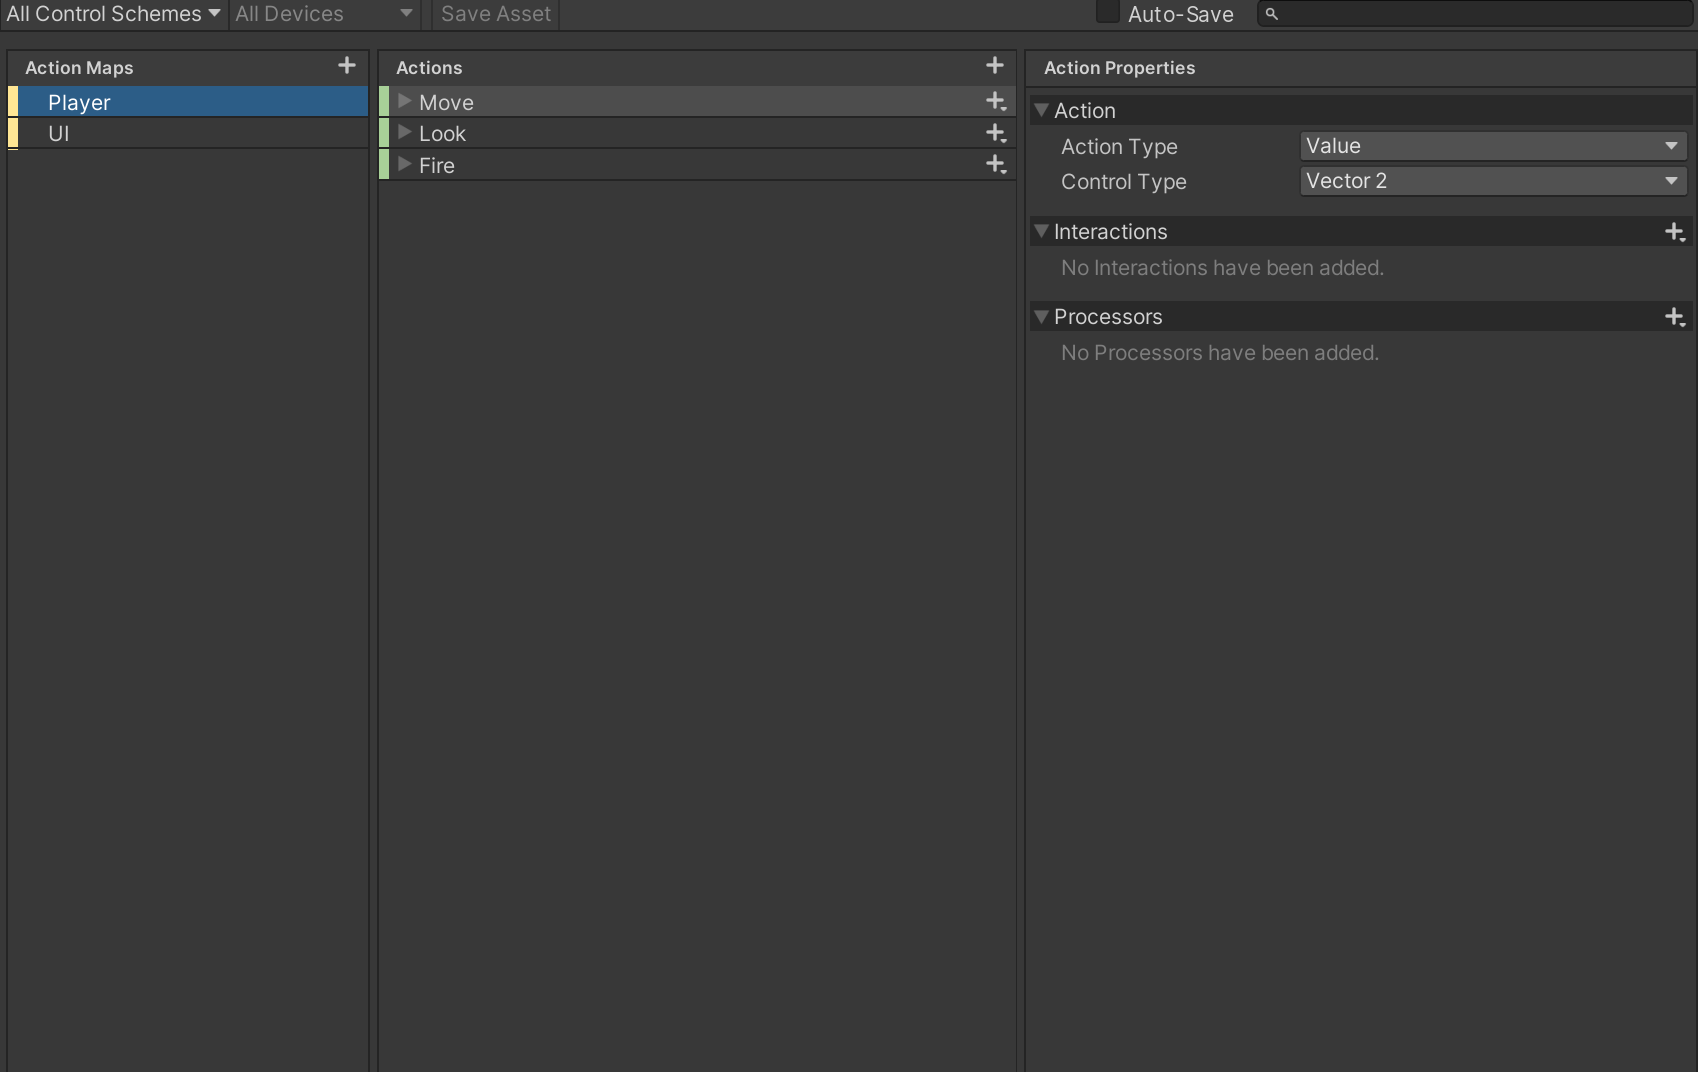 All Control Schemes All Devices Save Asset Auto-Save
Action Maps
Player
UI
Actions
Move
Look
Fire
Action Properties
Action
Action Type Value
Control Type Vector 2
Interactions
No Interactions have been added.
Processors
No Processors have been added.